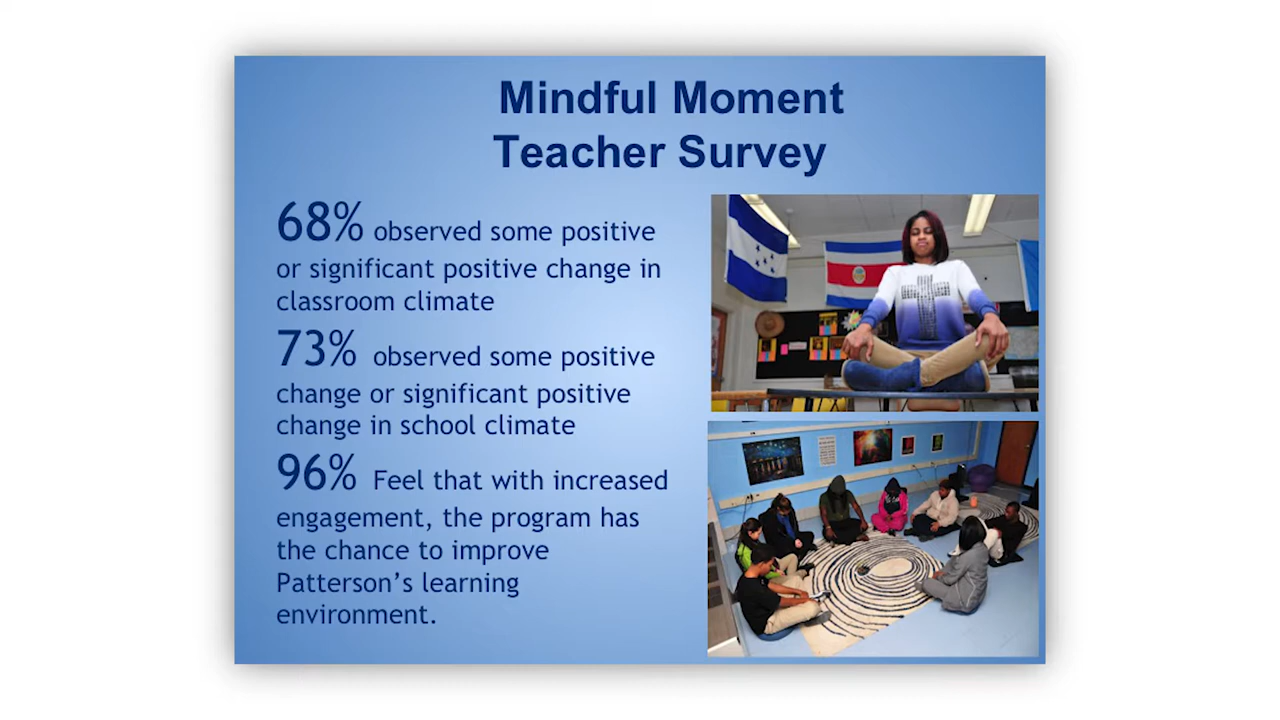 Mindful Moment
Teacher Survey
68% observed some positive
or significant positive change in
classroom climate
73% observed some positive
change or significant positive
change in school climate
96% Feel that with increased
engagement, the program has
the chance to improve
Patterson's learning
environment.